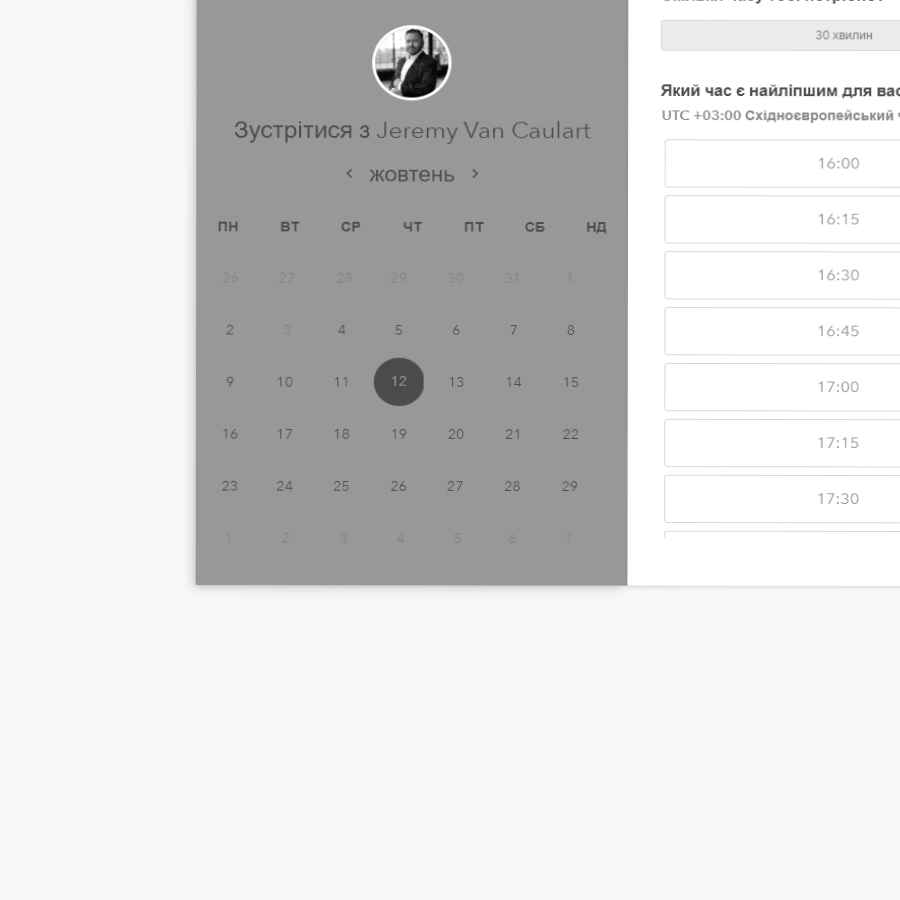 Зустрітися з Jeremy Van Caulart
жовтень
ПН ВТ СР ЧТ ПТ СБ НД
26 27 28 29 30 31 1
2 3 4 5 6 7 8
9 10 11 12 13 14 15
16 17 18 19 20 21 22
23 24 25 26 27 28 29
1 2 3 4 5 6 7
30 хвилин
Який час є найліпшим для вас
UTC +03:00 Східноєвропейський
16:00
16:15
16:30
16:45
17:00
17:15
17:30